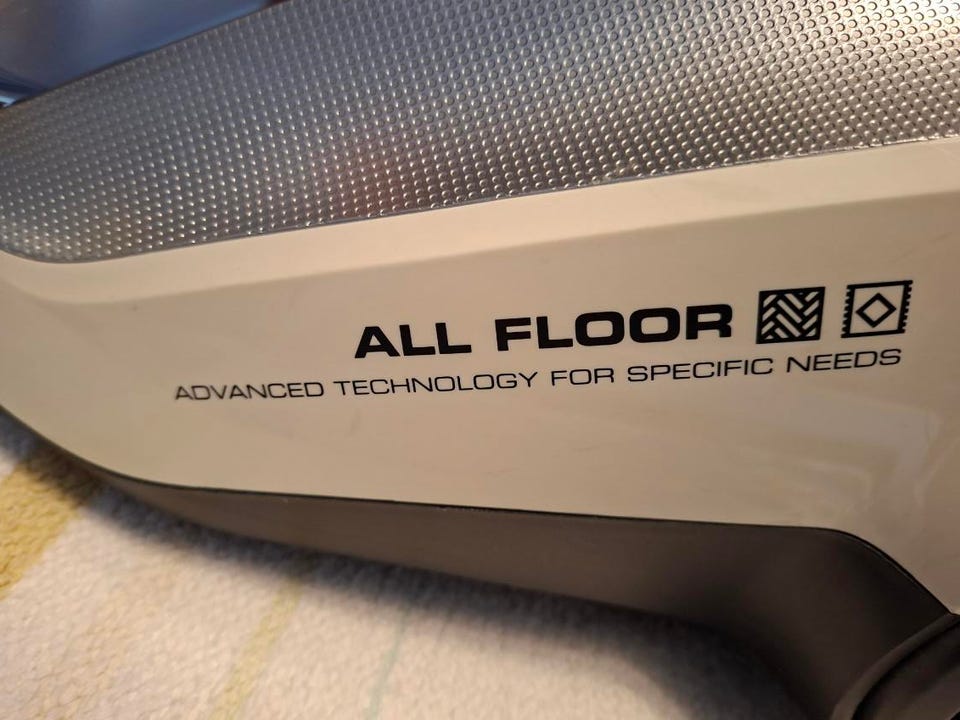 ALL FLOOR
ADVANCED TECHNOLOGY FOR SPECIFIC NEEDS